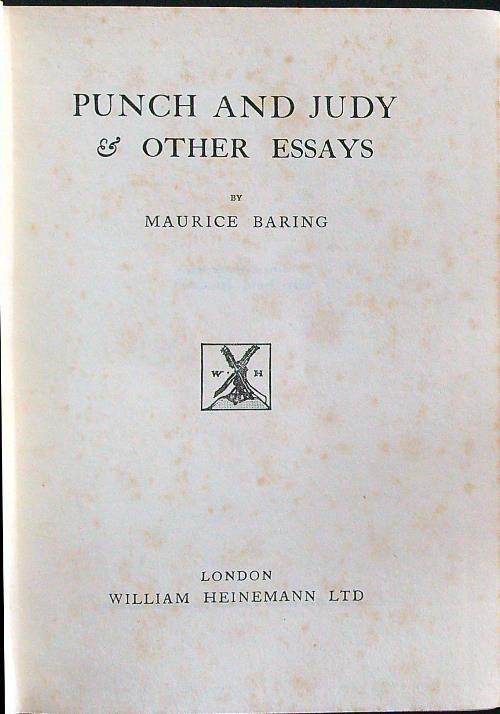 PUNCH AND JUDY
& OTHER ESSAYS
BY
MAURICE BARING
W · H
LONDON
WILLIAM HEINEMANN LTD